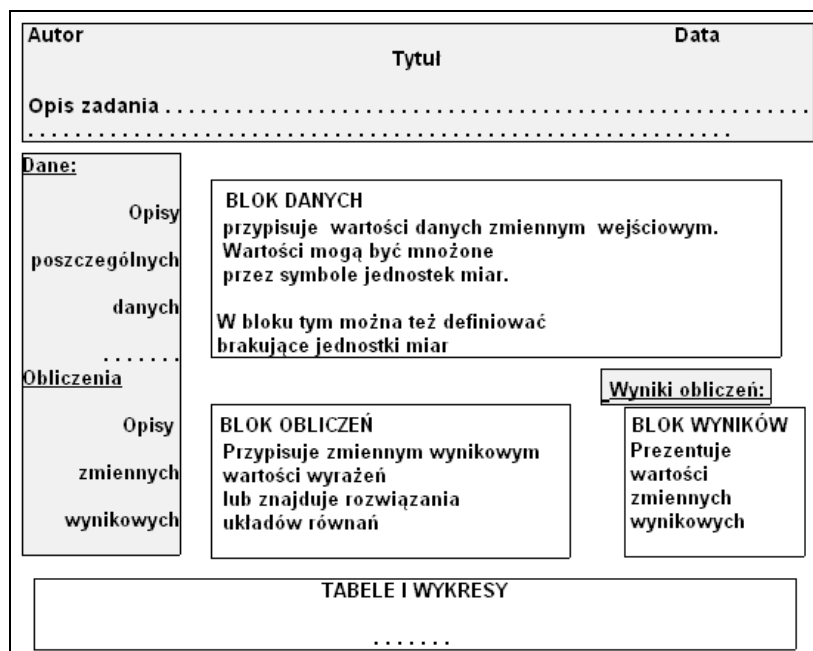 Autor Data
Tytuł
Opis zadania . . . . . . . . . . . . . . . . . . . . . . . . . . . . . . . . . . . . . . . . . . . . . . . . . . . . . . . .
. . . . . . . . . . . . . . . . . . . . . . . . . . . . . . . . . . . . . . . . . . . . . . . . . . . . . . . . . . . . .
Dane:
Opisy
poszczególnych
danych
. . . . . . .
BLOK DANYCH
przypisuje wartości danych zmiennym wejściowym.
Wartości mogą być mnożone
przez symbole jednostek miar.
W bloku tym można też definiować
brakujące jednostki miar
Obliczenia
Opisy
zmiennych
wynikowych
BLOK OBLICZEŃ
Przypisuje zmiennym wynikowym
wartości wyrażeń
lub znajduje rozwiązania
układów równań
_Wyniki obliczeń:
BLOK WYNIKÓW
Prezentuje
wartości
zmiennych
wynikowych
TABELE I WYKRESY
. . . . . . .